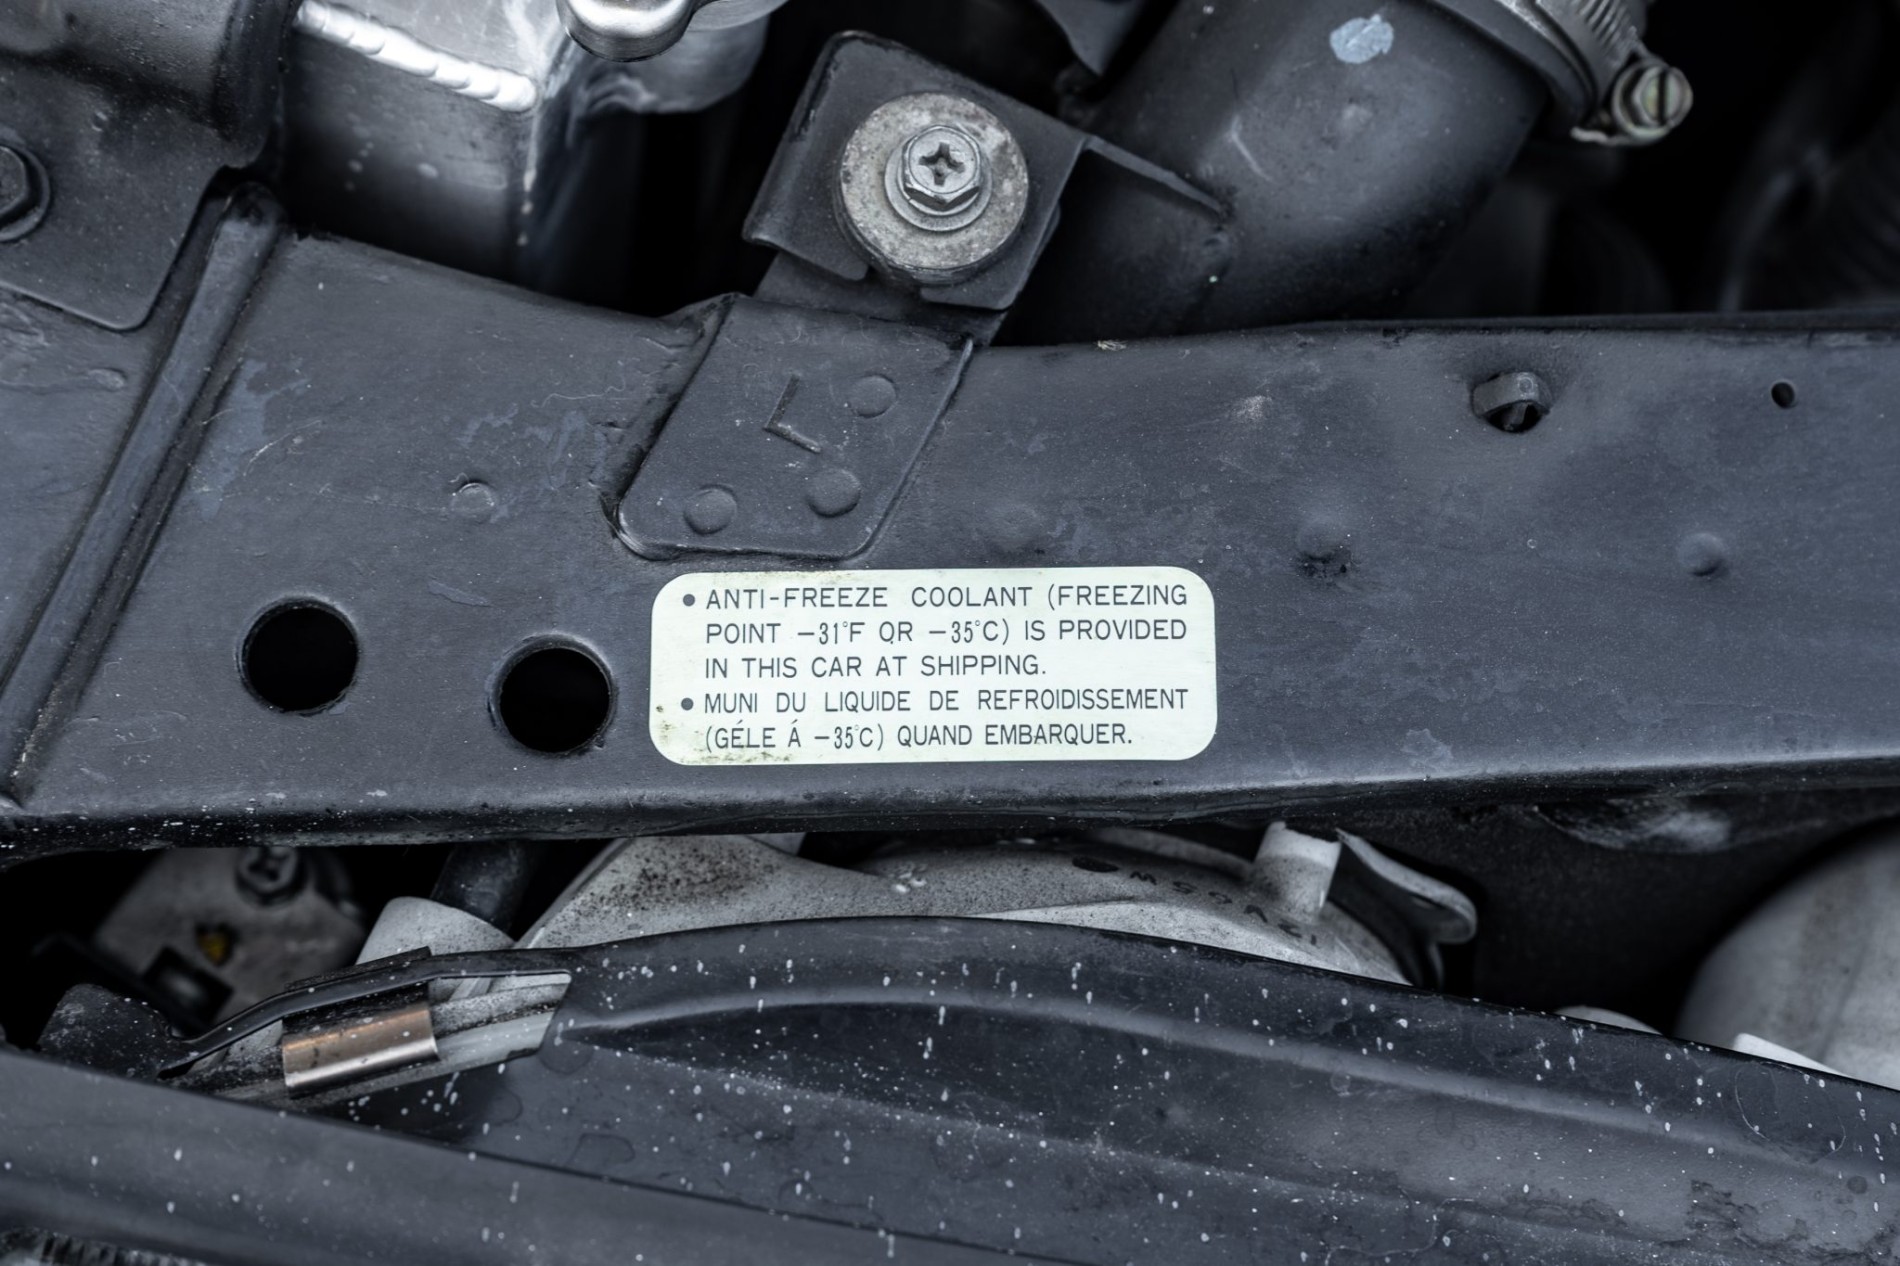 L
• ANTI-FREEZE COOLANT (FREEZING
POINT −31°F OR −35°C) IS PROVIDED
IN THIS CAR AT SHIPPING.
• MUNI DU LIQUIDE DE REFROIDISSEMENT
(GÉLE Á −35°C) QUAND EMBARQUER.